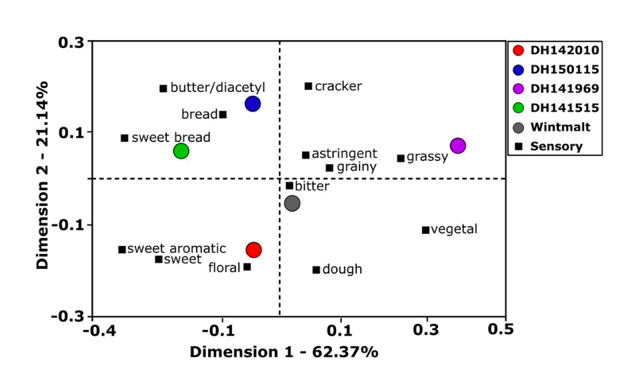 0.3
0.1
-0.1
-0.3
Dimension 2 - 21.14%
butter/diacetyl
cracker
bread
sweet bread
astringent
grainy
grassy
bitter
vegetal
sweet aromatic
sweet
floral
dough
-0.4
-0.1
0.1
0.3
0.5
Dimension 1 - 62.37%
DH142010
DH150115
DH141969
DH141515
Wintmalt
Sensory